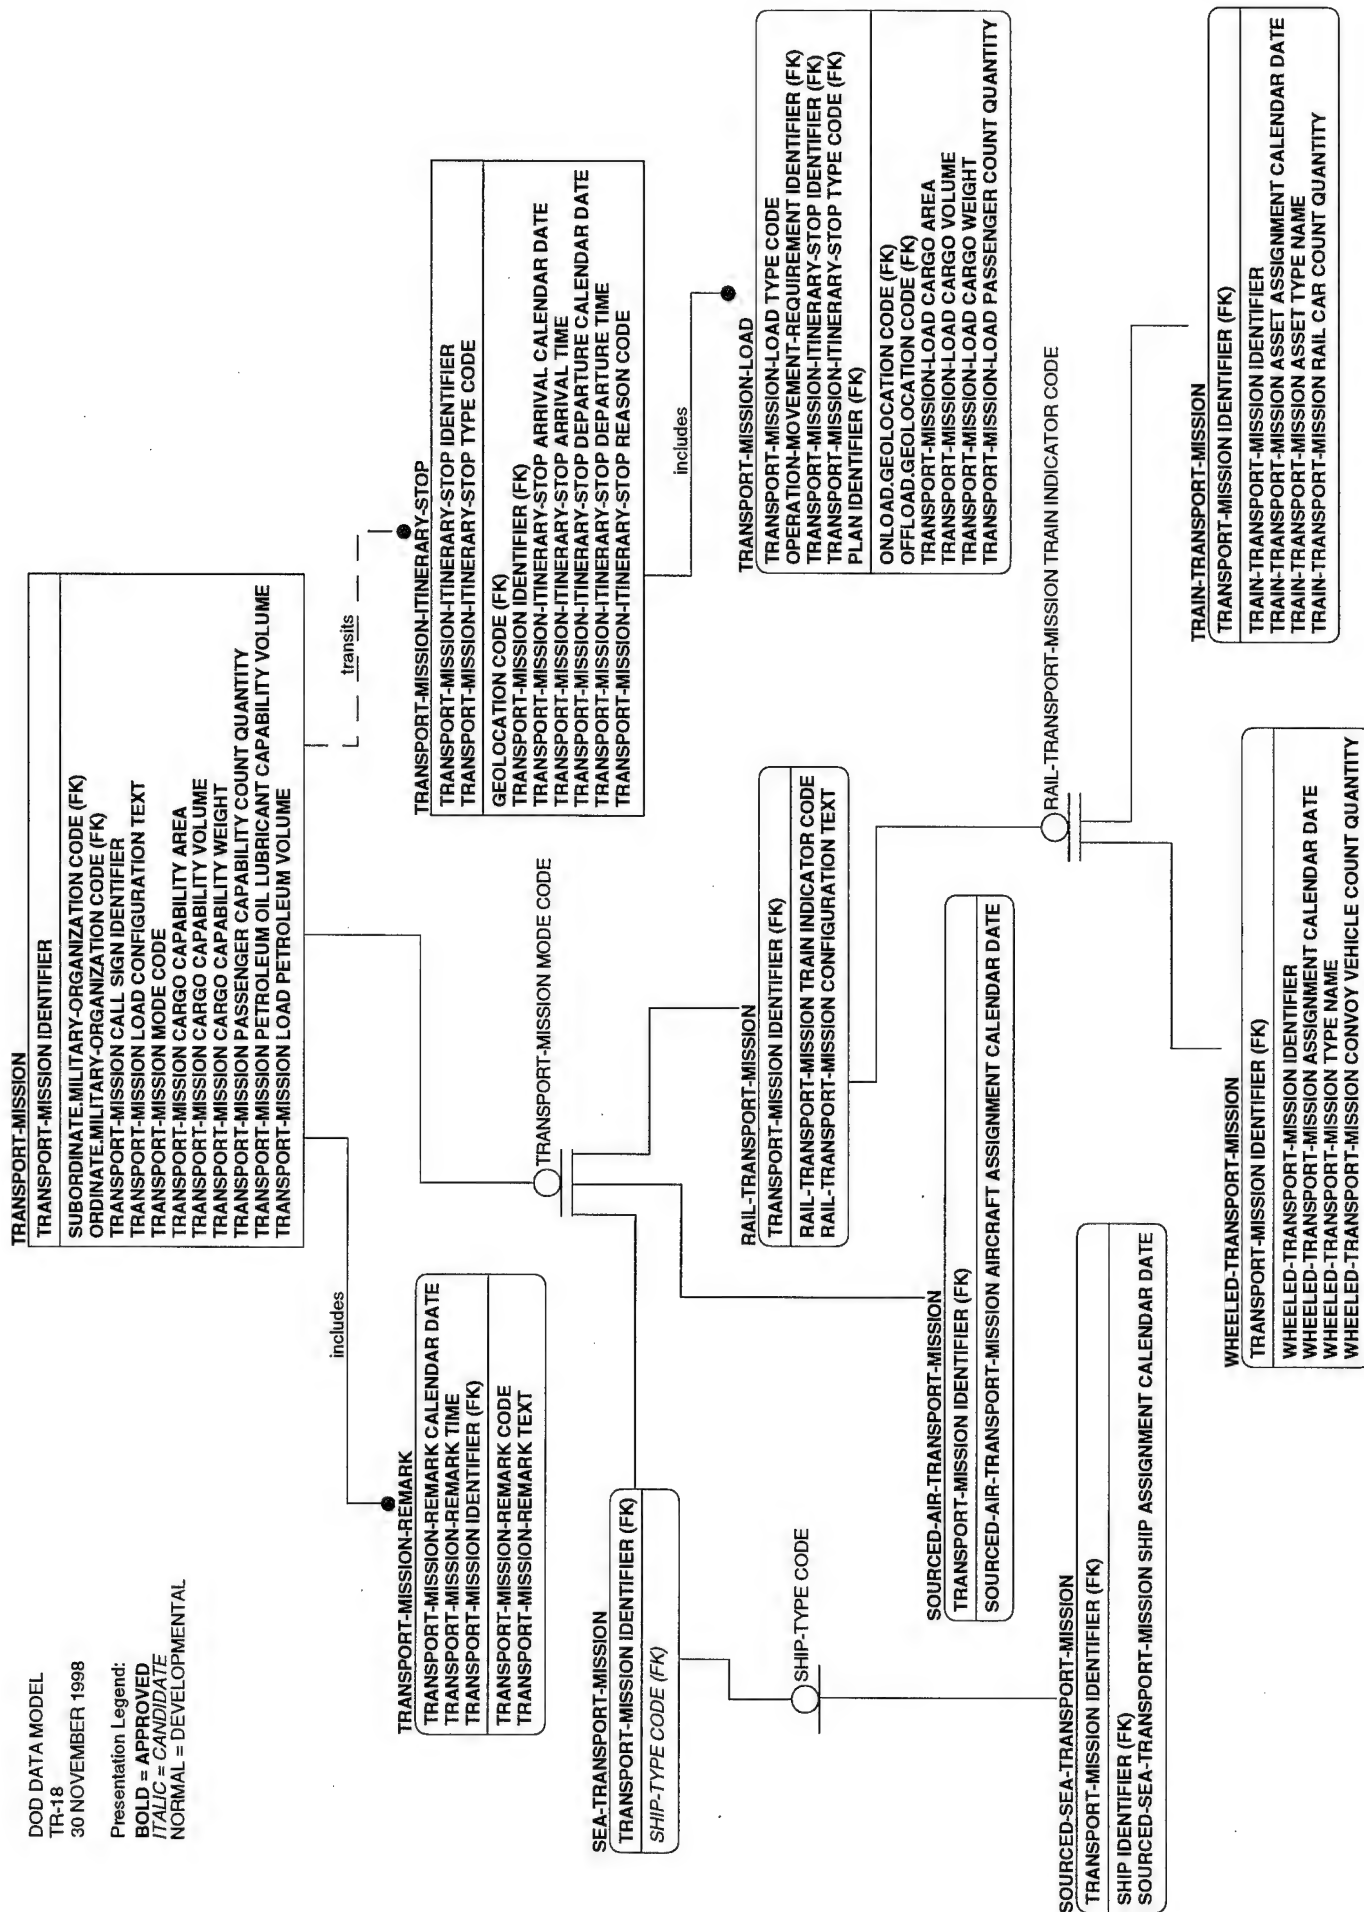 DOD DATA MODEL
TR-18
30 NOVEMBER 1998
Presentation Legend:
BOLD = APPROVED
ITALIC = CANDIDATE
NORMAL = DEVELOPMENTAL
TRANSPORT-MISSION
TRANSPORT-MISSION IDENTIFIER
SUBORDINATE.MILITARY-ORGANIZATION CODE (FK)
ORDINATE.MILITARY-ORGANIZATION CODE (FK)
TRANSPORT-MISSION CALL SIGN IDENTIFIER
TRANSPORT-MISSION LOAD CONFIGURATION TEXT
TRANSPORT-MISSION MODE CODE
TRANSPORT-MISSION CARGO CAPABILITY AREA
TRANSPORT-MISSION CARGO CAPABILITY VOLUME
TRANSPORT-MISSION CARGO CAPABILITY WEIGHT
TRANSPORT-MISSION PASSENGER CAPABILITY COUNT QUANTITY
TRANSPORT-MISSION PETROLEUM OIL LUBRICANT CAPABILITY VOLUME
TRANSPORT-MISSION LOAD PETROLEUM VOLUME
includes
transits
TRANSPORT-MISSION-REMARK
TRANSPORT-MISSION-REMARK CALENDAR DATE
TRANSPORT-MISSION-REMARK TIME
TRANSPORT-MISSION IDENTIFIER (FK)
TRANSPORT-MISSION-REMARK CODE
TRANSPORT-MISSION-REMARK TEXT
TRANSPORT-MISSION MODE CODE
TRANSPORT-MISSION-ITINERARY-STOP
TRANSPORT-MISSION-ITINERARY-STOP IDENTIFIER
TRANSPORT-MISSION-ITINERARY-STOP TYPE CODE
GEOLOCATION CODE (FK)
TRANSPORT-MISSION IDENTIFIER (FK)
TRANSPORT-MISSION-ITINERARY-STOP ARRIVAL CALENDAR DATE
TRANSPORT-MISSION-ITINERARY-STOP ARRIVAL TIME
TRANSPORT-MISSION-ITINERARY-STOP DEPARTURE CALENDAR DATE
TRANSPORT-MISSION-ITINERARY-STOP DEPARTURE TIME
TRANSPORT-MISSION-ITINERARY-STOP REASON CODE
includes
SEA-TRANSPORT-MISSION
TRANSPORT-MISSION IDENTIFIER (FK)
SHIP-TYPE CODE (FK)
SHIP-TYPE CODE
RAIL-TRANSPORT-MISSION
TRANSPORT-MISSION IDENTIFIER (FK)
RAIL-TRANSPORT-MISSION TRAIN INDICATOR CODE
RAIL-TRANSPORT-MISSION CONFIGURATION TEXT
TRANSPORT-MISSION-LOAD
TRANSPORT-MISSION-LOAD TYPE CODE
OPERATION-MOVEMENT-REQUIREMENT IDENTIFIER (FK)
TRANSPORT-MISSION-ITINERARY-STOP IDENTIFIER (FK)
TRANSPORT-MISSION-ITINERARY-STOP TYPE CODE (FK)
PLAN IDENTIFIER (FK)
ONLOAD.GEOLOCATION CODE (FK)
OFFLOAD.GEOLOCATION CODE (FK)
TRANSPORT-MISSION-LOAD CARGO AREA
TRANSPORT-MISSION-LOAD CARGO VOLUME
TRANSPORT-MISSION-LOAD CARGO WEIGHT
TRANSPORT-MISSION-LOAD PASSENGER COUNT QUANTITY
SOURCED-AIR-TRANSPORT-MISSION
TRANSPORT-MISSION IDENTIFIER (FK)
SOURCED-AIR-TRANSPORT-MISSION AIRCRAFT ASSIGNMENT CALENDAR DATE
RAIL-TRANSPORT-MISSION TRAIN INDICATOR CODE
SOURCED-SEA-TRANSPORT-MISSION
TRANSPORT-MISSION IDENTIFIER (FK)
SHIP IDENTIFIER (FK)
SOURCED-SEA-TRANSPORT-MISSION SHIP ASSIGNMENT CALENDAR DATE
WHEELED-TRANSPORT-MISSION
TRANSPORT-MISSION IDENTIFIER (FK)
WHEELED-TRANSPORT-MISSION IDENTIFIER
WHEELED-TRANSPORT-MISSION ASSIGNMENT CALENDAR DATE
WHEELED-TRANSPORT-MISSION TYPE NAME
WHEELED-TRANSPORT-MISSION CONVOY VEHICLE COUNT QUANTITY
TRAIN-TRANSPORT-MISSION
TRANSPORT-MISSION IDENTIFIER (FK)
TRAIN-TRANSPORT-MISSION IDENTIFIER
TRAIN-TRANSPORT-MISSION ASSET ASSIGNMENT CALENDAR DATE
TRAIN-TRANSPORT-MISSION ASSET TYPE NAME
TRAIN-TRANSPORT-MISSION RAIL CAR COUNT QUANTITY